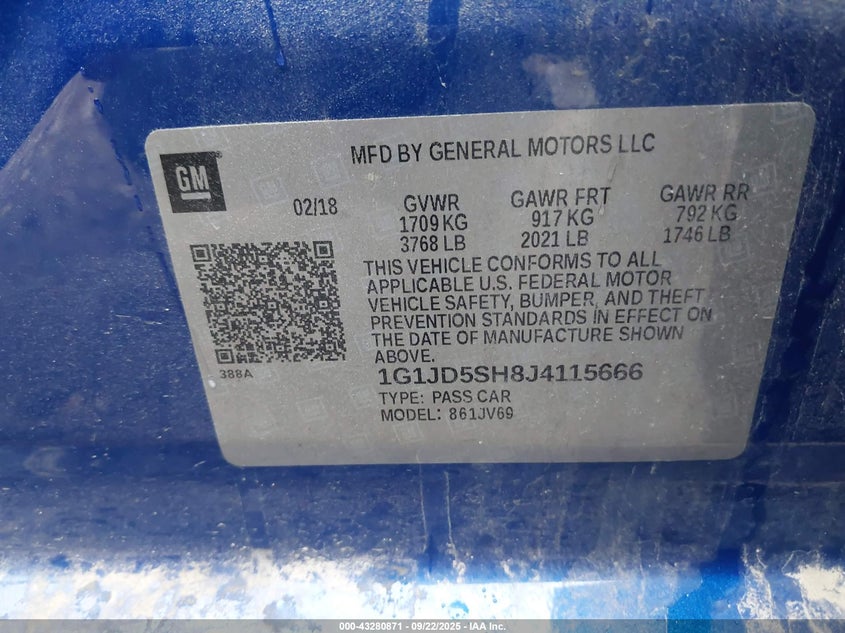 GM
MFD BY GENERAL MOTORS LLC
02/18
GVWR
1709 KG
3768 LB
GAWR FRT
917 KG
2021 LB
GAWR RR
792 KG
1746 LB
THIS VEHICLE CONFORMS TO ALL
APPLICABLE U.S. FEDERAL MOTOR
VEHICLE SAFETY, BUMPER, AND THEFT
PREVENTION STANDARDS IN EFFECT ON
THE DATE OF MANUFACTURE SHOWN
ABOVE.
388A
1G1JD5SH8J4115666
TYPE: PASS CAR
MODEL: 861JV69
000-43280871 - 09/22/2025 - IAA Inc.